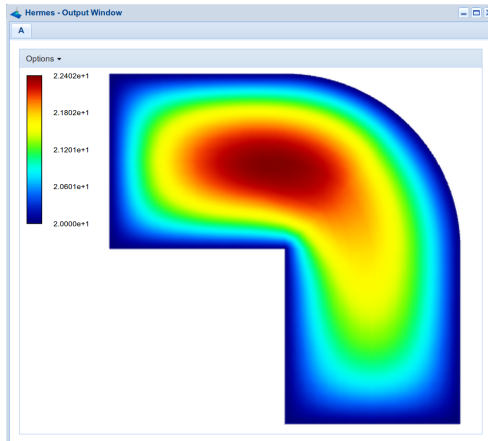 Hermes - Output Window
A
Options
2.2402e+1
2.1802e+1
2.1201e+1
2.0601e+1
2.0000e+1